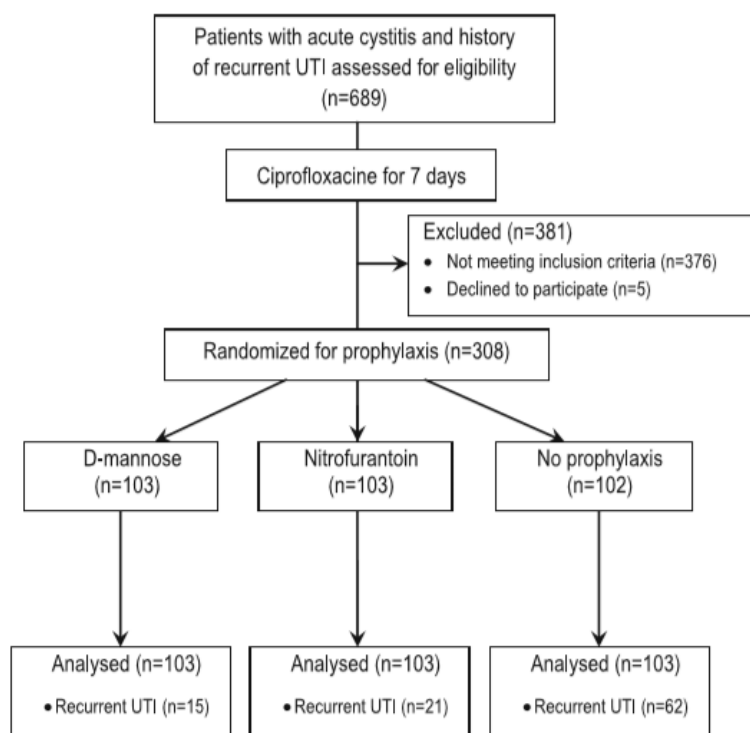 Patients with acute cystitis and history
of recurrent UTI assessed for eligibility
(n=689)
Ciprofloxacine for 7 days
Excluded (n=381)
• Not meeting inclusion criteria (n=376)
• Declined to participate (n=5)
Randomized for prophylaxis (n=308)
D-mannose
(n=103)
Nitrofurantoin
(n=103)
No prophylaxis
(n=102)
Analysed (n=103)
• Recurrent UTI (n=15)
Analysed (n=103)
• Recurrent UTI (n=21)
Analysed (n=103)
• Recurrent UTI (n=62)